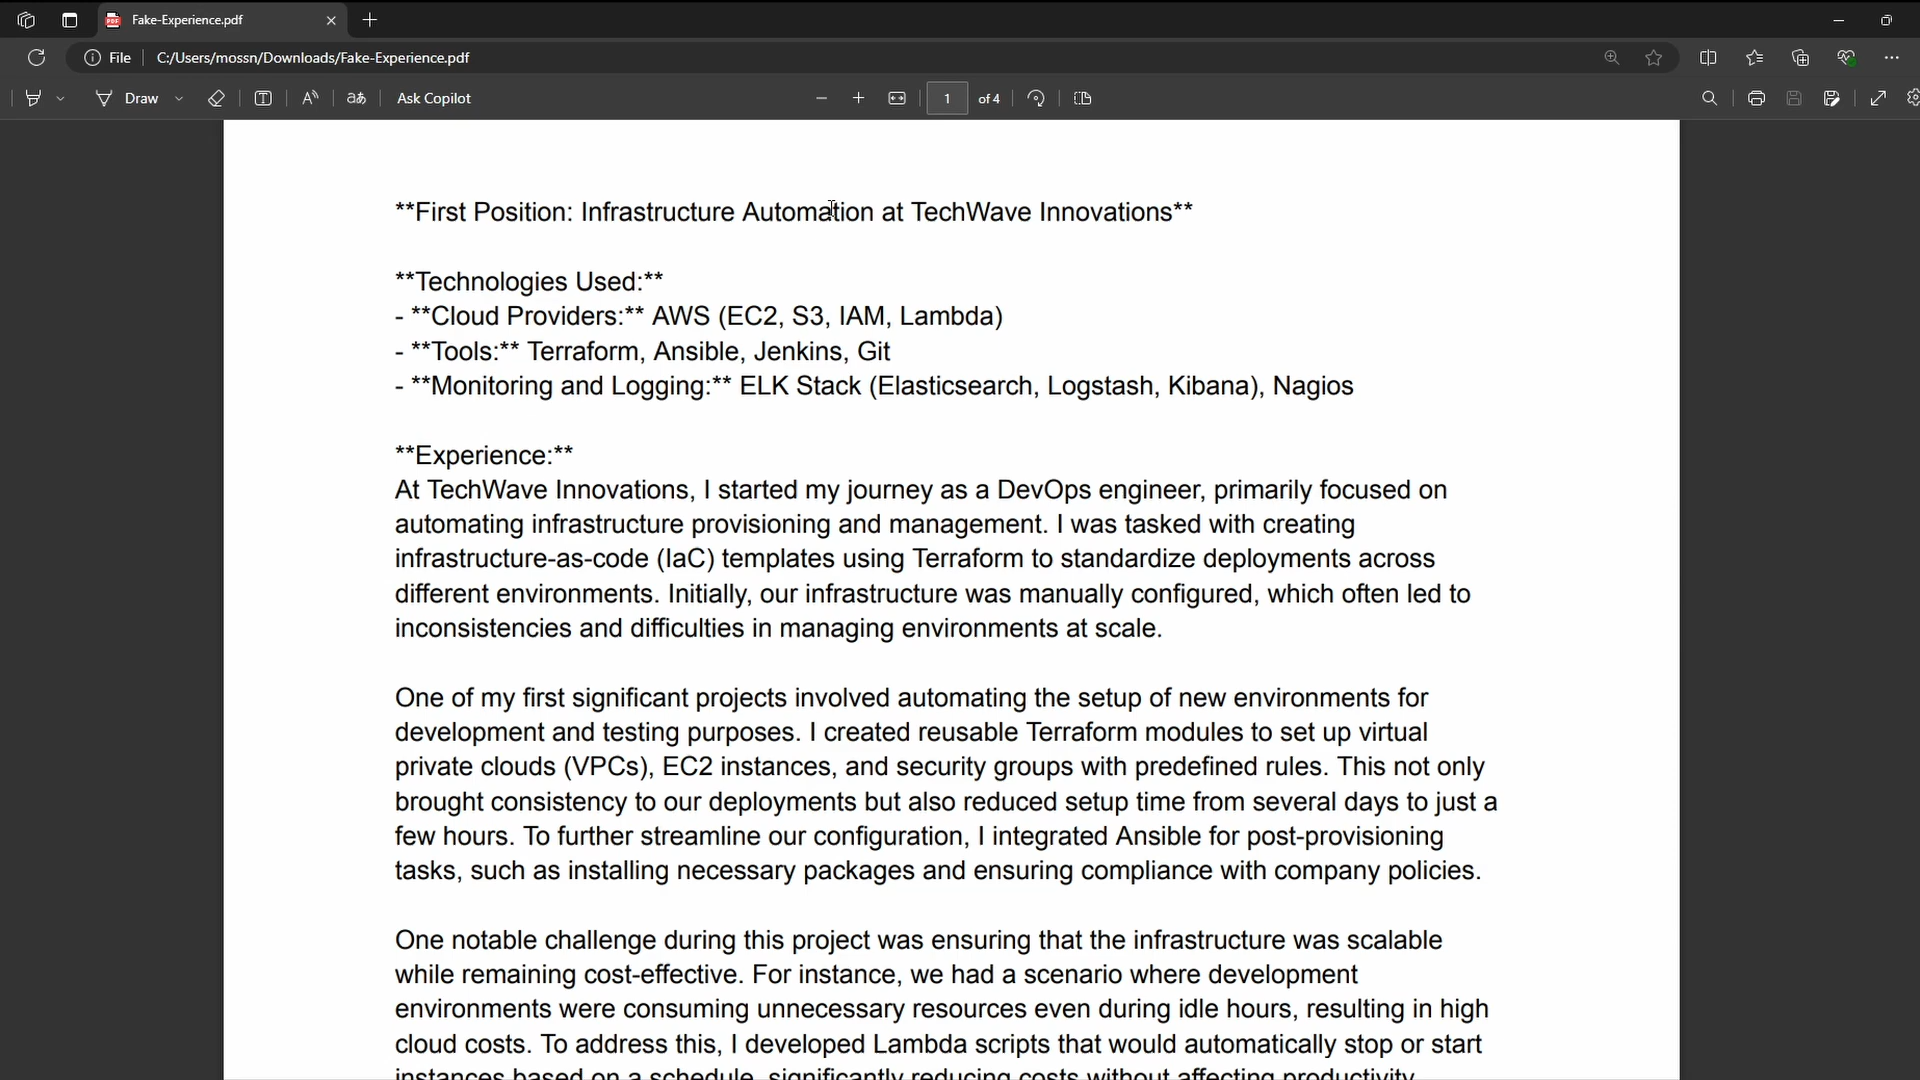 Fake-Experience.pdf
File
C:/Users/mossn/Downloads/Fake-Experience.pdf
Draw
Ask Copilot
1 of 4
**First Position: Infrastructure Automation at TechWave Innovations**
**Technologies Used:**
- **Cloud Providers:** AWS (EC2, S3, IAM, Lambda)
- **Tools:** Terraform, Ansible, Jenkins, Git
- **Monitoring and Logging:** ELK Stack (Elasticsearch, Logstash, Kibana), Nagios
**Experience:**
At TechWave Innovations, I started my journey as a DevOps engineer, primarily focused on
automating infrastructure provisioning and management. I was tasked with creating
infrastructure-as-code (IaC) templates using Terraform to standardize deployments across
different environments. Initially, our infrastructure was manually configured, which often led to
inconsistencies and difficulties in managing environments at scale.
One of my first significant projects involved automating the setup of new environments for
development and testing purposes. I created reusable Terraform modules to set up virtual
private clouds (VPCs), EC2 instances, and security groups with predefined rules. This not only
brought consistency to our deployments but also reduced setup time from several days to just a
few hours. To further streamline our configuration, I integrated Ansible for post-provisioning
tasks, such as installing necessary packages and ensuring compliance with company policies.
One notable challenge during this project was ensuring that the infrastructure was scalable
while remaining cost-effective. For instance, we had a scenario where development
environments were consuming unnecessary resources even during idle hours, resulting in high
cloud costs. To address this, I developed Lambda scripts that would automatically stop or start
instances based on a schedule, significantly reducing costs without affecting productivity.